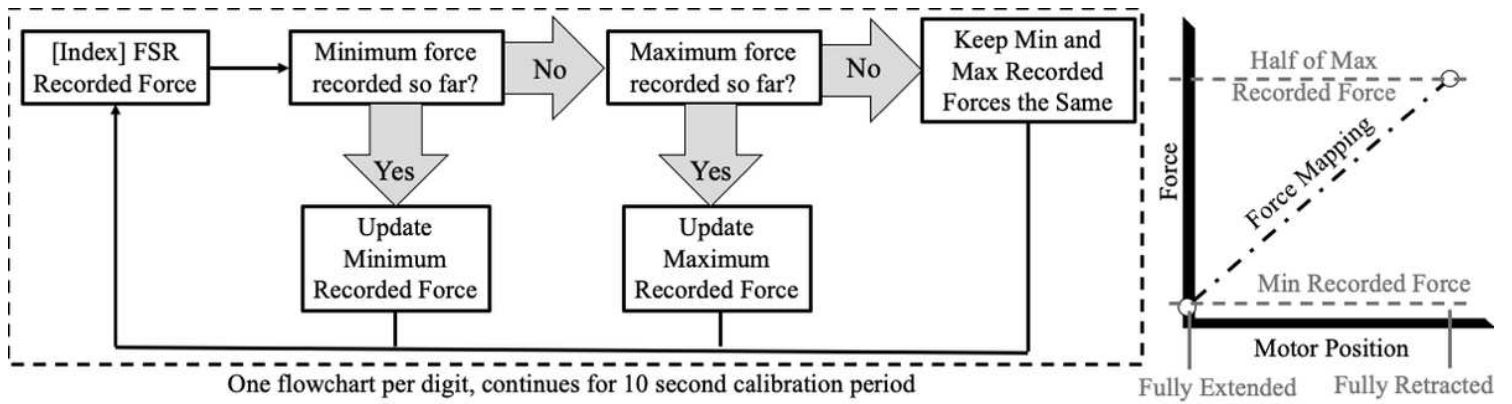 [Index] FSR
Recorded Force
Minimum force
recorded so far?
No
Maximum force
recorded so far?
No
Keep Min and
Max Recorded
Forces the Same
Yes
Yes
Update
Minimum
Recorded Force
Update
Maximum
Recorded Force
One flowchart per digit, continues for 10 second calibration period
Half of Max
Recorded Force
Force
Force Mapping
Min Recorded Force
Motor Position
Fully Extended
Fully Retracted